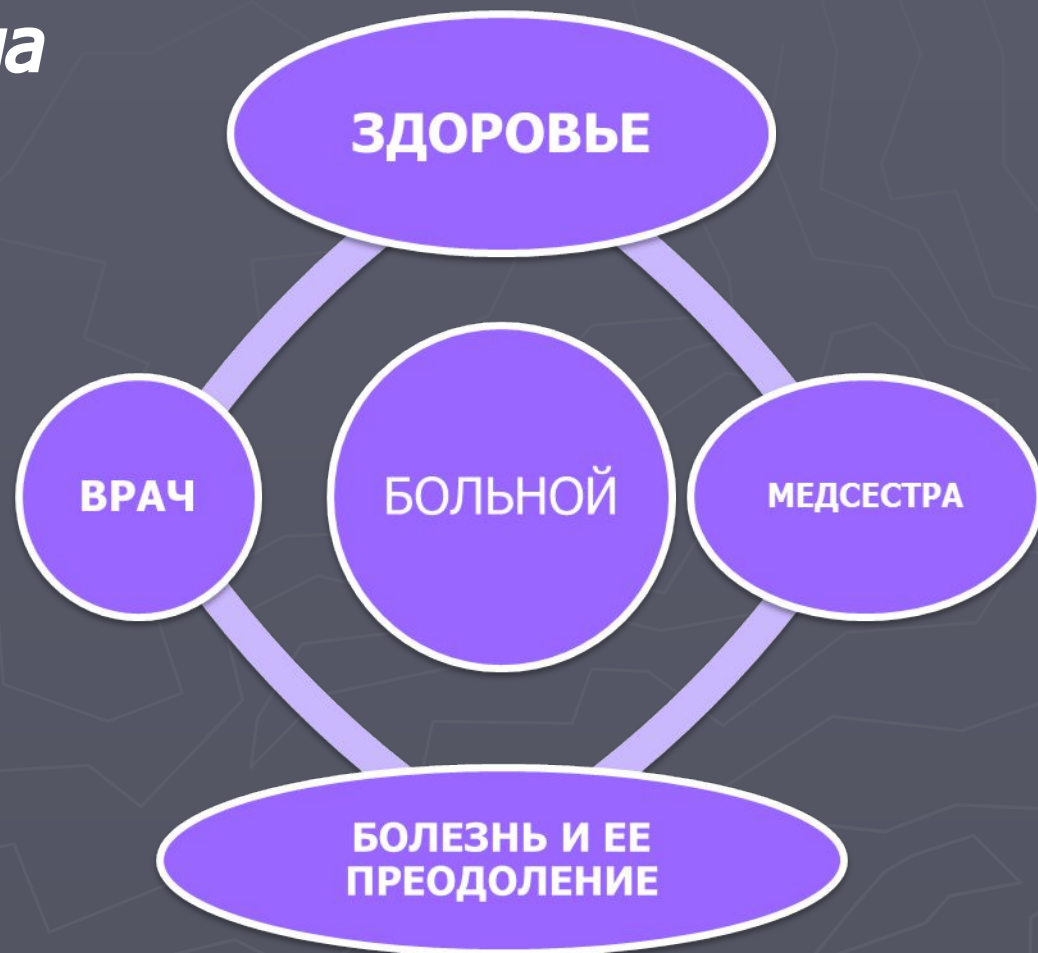 ЗДОРОВЬЕ
ВРАЧ
БОЛЬНОЙ
МЕДСЕСТРА
БОЛЕЗНЬ И ЕЕ
ПРЕОДОЛЕНИЕ